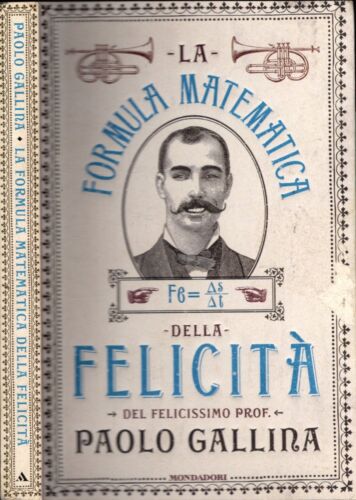 PAOLO GALLINA • LA FORMULA MATEMATICA DELLA FELICITÀ
-LA-
FORMULA MATEMATICA
Fe = Δs/Δt
-DELLA-
FELICITÀ
→ DEL FELICISSIMO PROF. ←
PAOLO GALLINA
MONDADORI